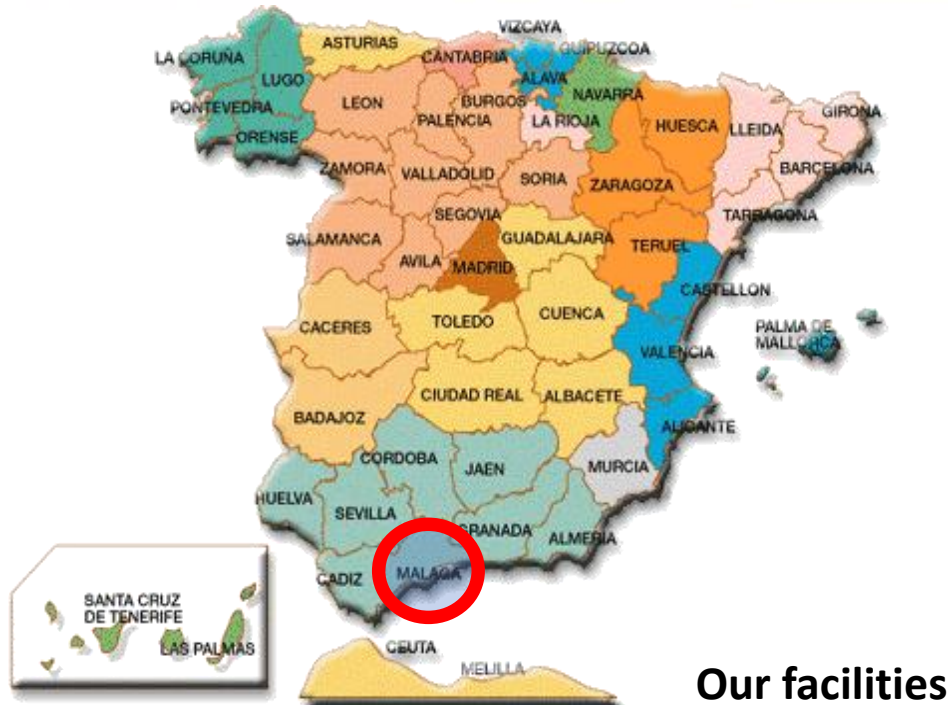 VIZCAYA
ASTURIAS
LA CORUÑA
CANTABRIA
GUIPUZCOA
LUGO
ALAVA
NAVARRA
LEON
BURGOS
PONTEVEDRA
PALENCIA
LA RIOJA
HUESCA
LLEIDA
GIRONA
ORENSE
ZAMORA
VALLADOLID
SORIA
ZARAGOZA
BARCELONA
SEGOVIA
TARRAGONA
SALAMANCA
GUADALAJARA
TERUEL
AVILA
MADRID
CASTELLON
CACERES
TOLEDO
CUENCA
PALMA DE
MALLORCA
VALENCIA
CIUDAD REAL
ALBACETE
BADAJOZ
ALICANTE
CORDOBA
JAEN
MURCIA
HUELVA
SEVILLA
GRANADA
ALMERIA
CADIZ
MALAGA
SANTA CRUZ
DE TENERIFE
LAS PALMAS
CEUTA
MELILLA
Our facilities